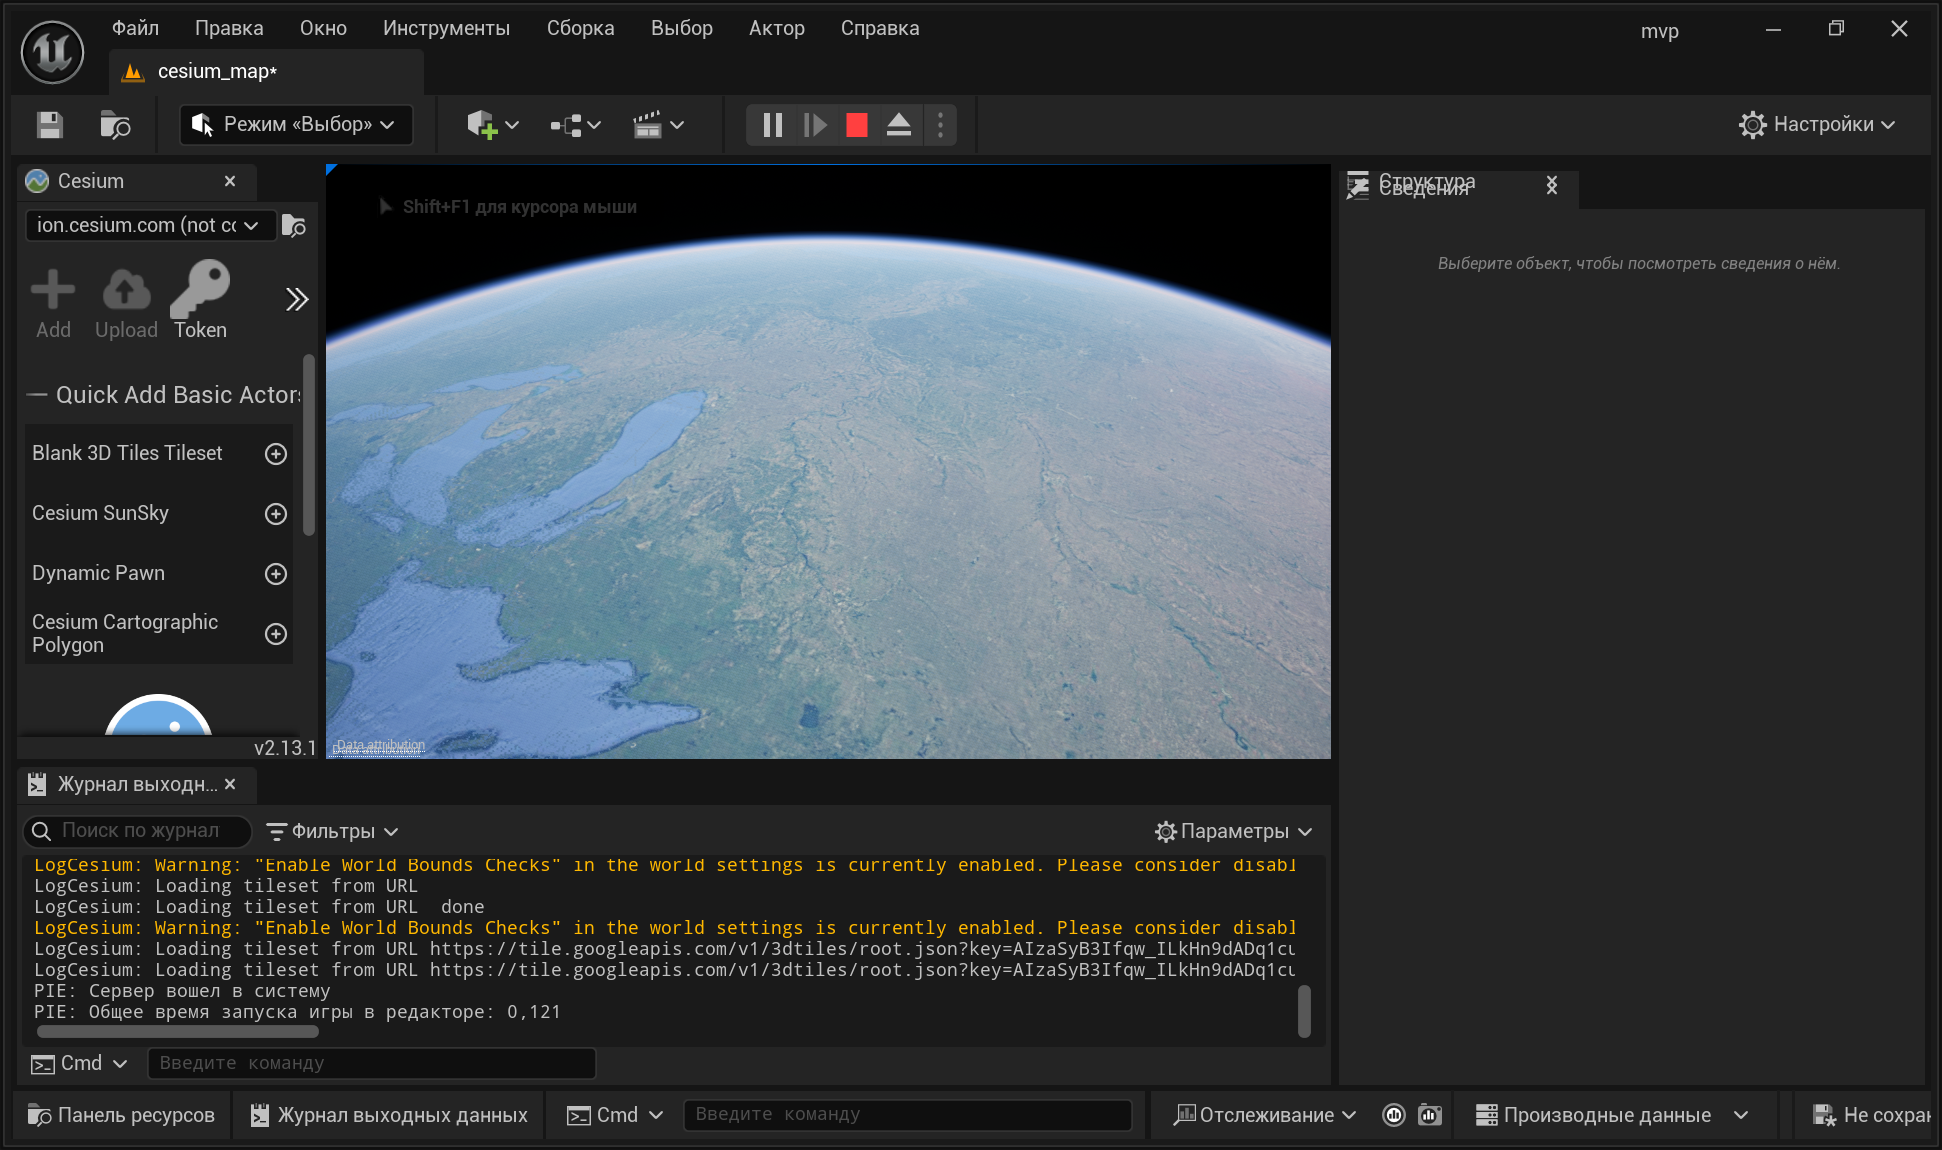 Файл Правка Окно Инструменты Сборка Выбор Актор Справка
mvp
cesium_map*
Режим «Выбор»
Настройки
Cesium
ion.cesium.com (not cc
Add Upload Token
Quick Add Basic Actors
Blank 3D Tiles Tileset
Cesium SunSky
Dynamic Pawn
Cesium Cartographic
Polygon
v2.13.1
Shift+F1 для курсора мыши
Data attribution
Структура
Сведения
Выберите объект, чтобы посмотреть сведения о нём.
Журнал выходн...
Поиск по журнал
Фильтры
Параметры
LogCesium: Warning: "Enable World Bounds Checks" in the world settings is currently enabled. Please consider disabl
LogCesium: Loading tileset from URL
LogCesium: Loading tileset from URL done
LogCesium: Warning: "Enable World Bounds Checks" in the world settings is currently enabled. Please consider disabl
LogCesium: Loading tileset from URL https://tile.googleapis.com/v1/3dtiles/root.json?key=AIzaSyB3Ifqw_ILkHn9dADq1cu
LogCesium: Loading tileset from URL https://tile.googleapis.com/v1/3dtiles/root.json?key=AIzaSyB3Ifqw_ILkHn9dADq1cu
PIE: Сервер вошел в систему
PIE: Общее время запуска игры в редакторе: 0,121
Cmd
Введите команду
Панель ресурсов
Журнал выходных данных
Cmd
Введите команду
Отслеживание
Производные данные
Не сохран